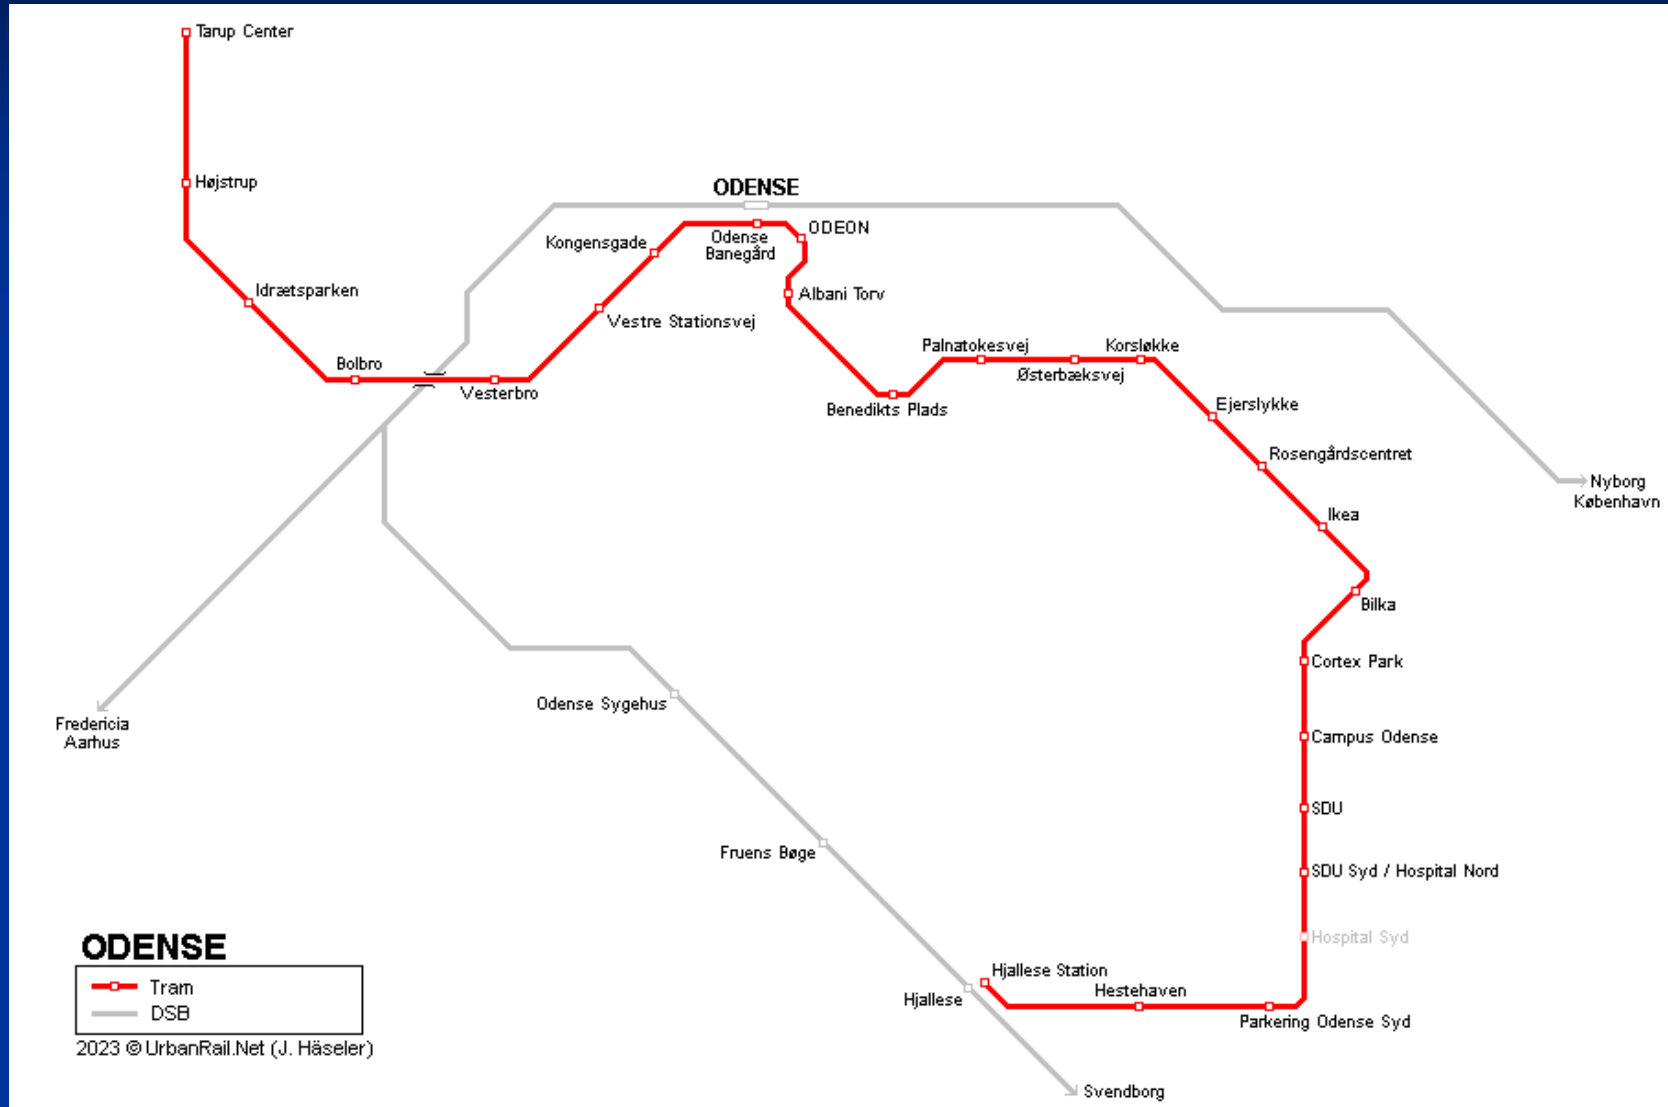 Tarup Center
Højstrup
ODENSE
ODEON
Kongensgade
Odense
Banegård
Idrætsparken
Albani Torv
Vestre Stationsvej
Bolbro
Palnatokesvej
Korsløkke
Østerbæksvej
Vesterbro
Benedikts Plads
Ejerslykke
Rosengårdscentret
Nyborg
København
Ikea
Bilka
Cortex Park
Odense Sygehus
Fredericia
Aarhus
Campus Odense
SDU
Fruens Bøge
SDU Syd / Hospital Nord
Hospital Syd
Hjallese Station
Hestehaven
Hjallese
Parkering Odense Syd
Svendborg
ODENSE
Tram
DSB
2023 © UrbanRail.Net (J. Häseler)